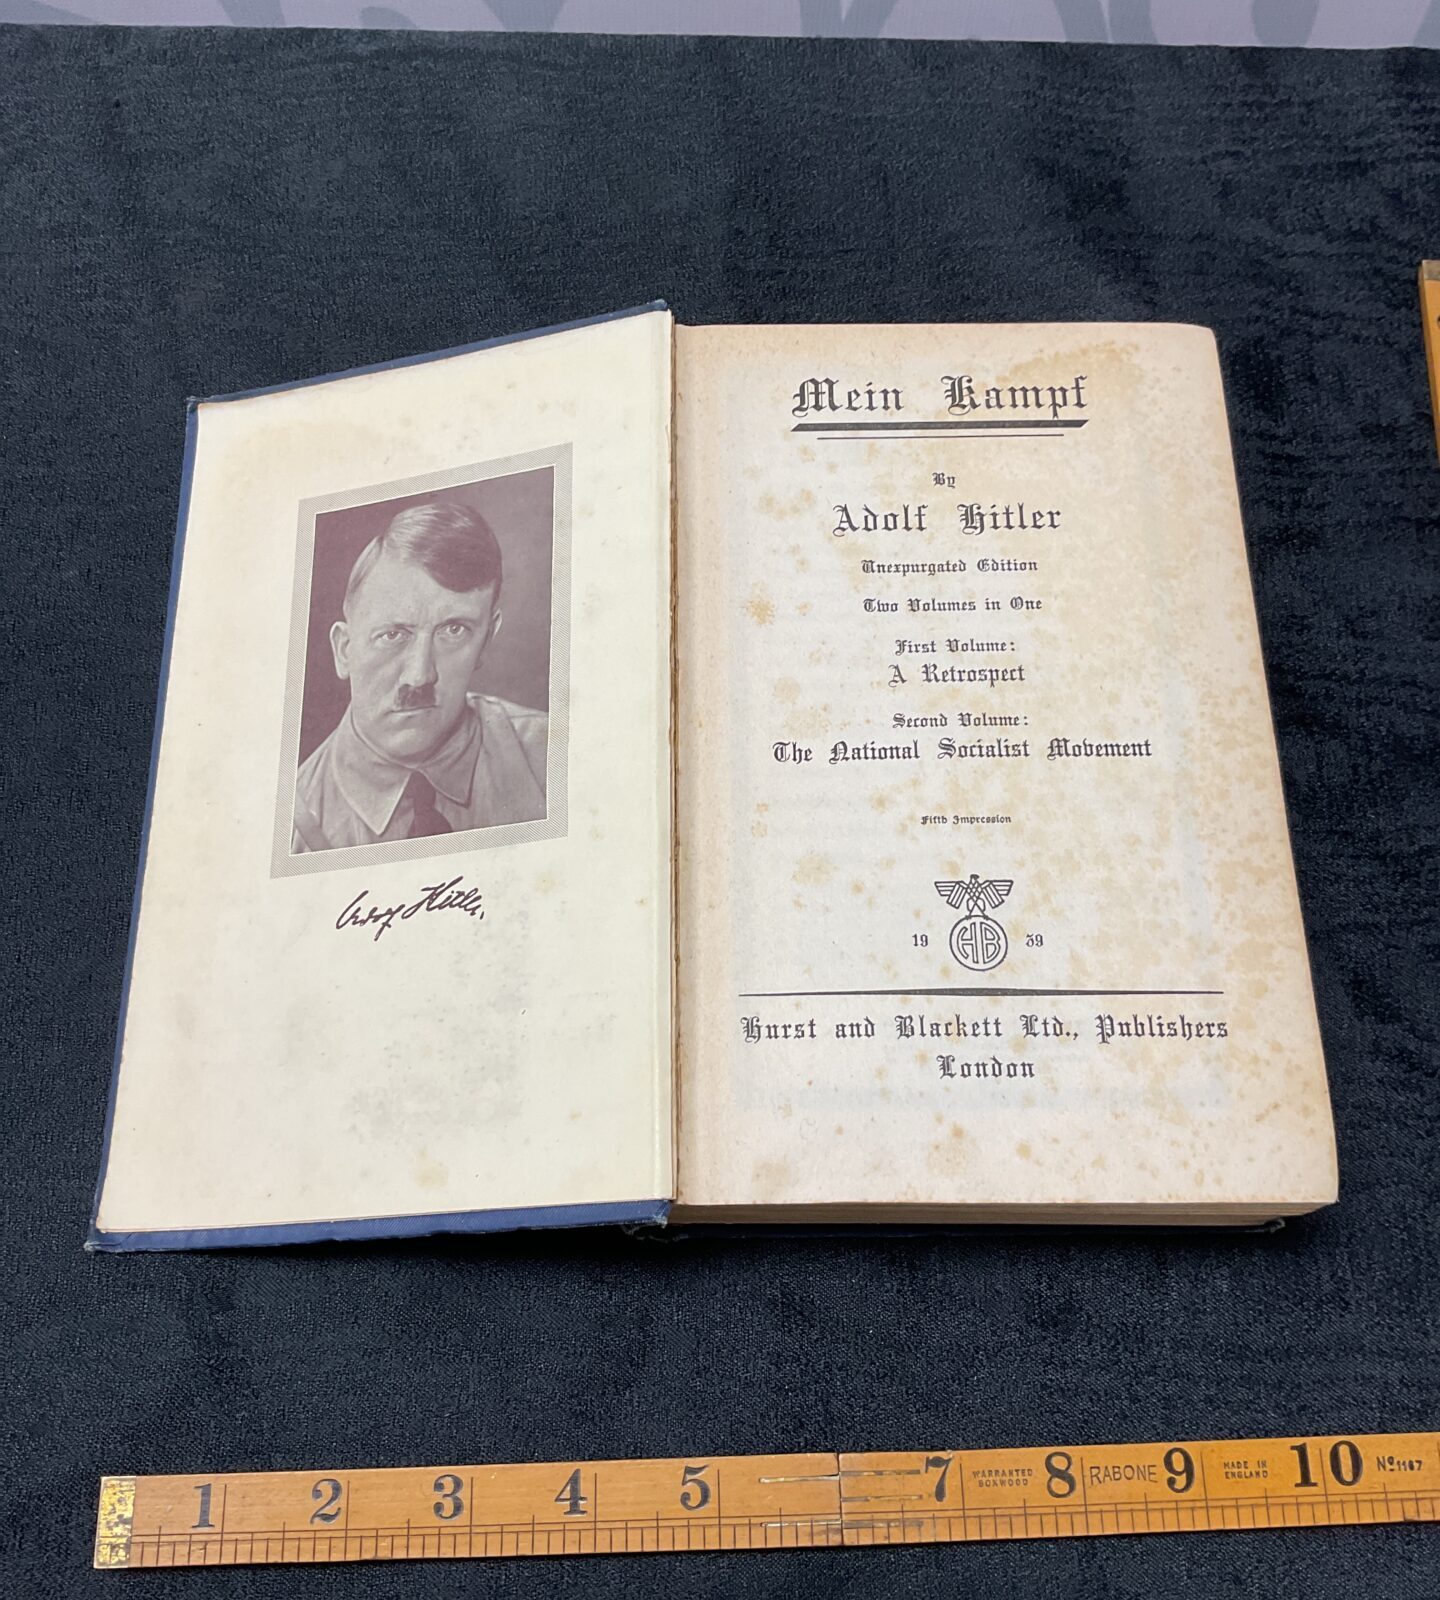 Adolf Hitler.
Mein Kampf
By
Adolf Hitler
Unexpurgated Edition
Two Volumes in One
First Volume:
A Retrospect
Second Volume:
The National Socialist Movement
Fifth Impression
19 HB 39
Hurst and Blackett Ltd., Publishers
London
1 2 3 4 5 7 WARRANTED BOXWOOD 8 RABONE 9 MADE IN ENGLAND 10 No 1167